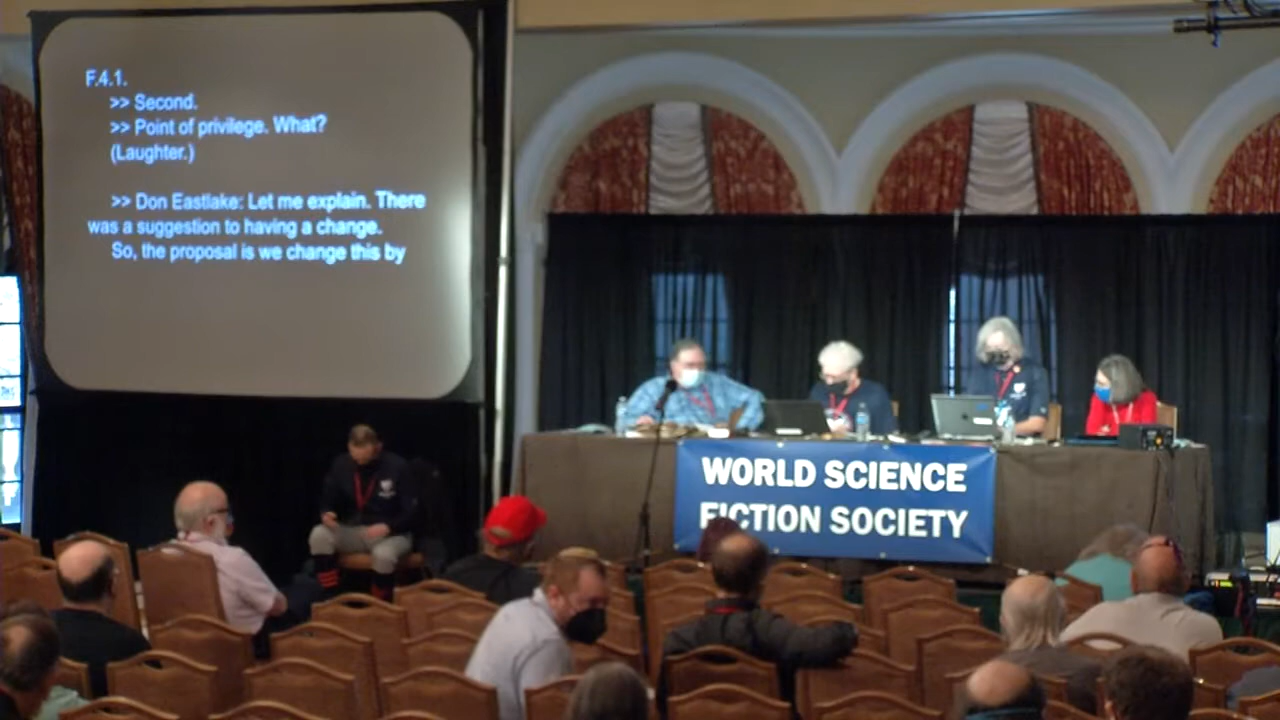 F.4.1.
>> Second.
>> Point of privilege. What?
(Laughter.)
>> Don Eastlake: Let me explain. There
was a suggestion to having a change.
So, the proposal is we change this by
WORLD SCIENCE
FICTION SOCIETY